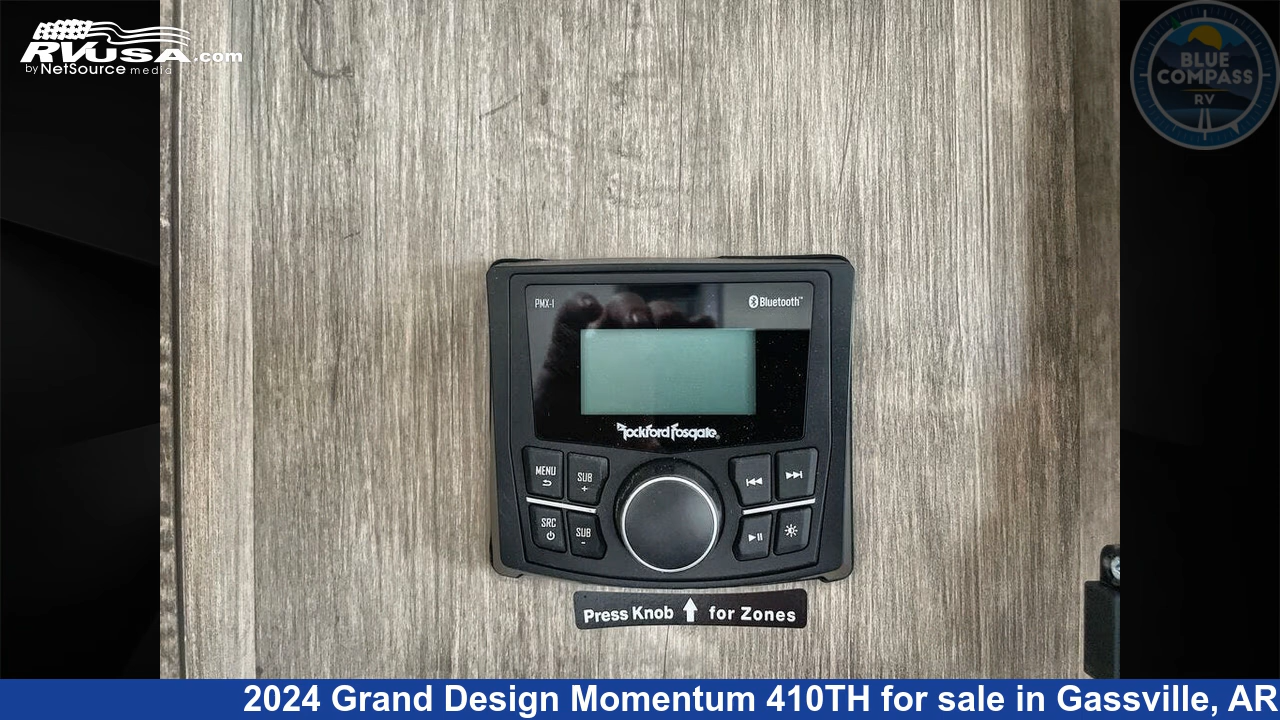 RVUSA.com
by NetSource media
BLUE
COMPASS
RV
PMX-1
Bluetooth™
Rockford Fosgate®
MENU
SUB
+
SRC
SUB
-
Press Knob for Zones
2024 Grand Design Momentum 410TH for sale in Gassville, AR